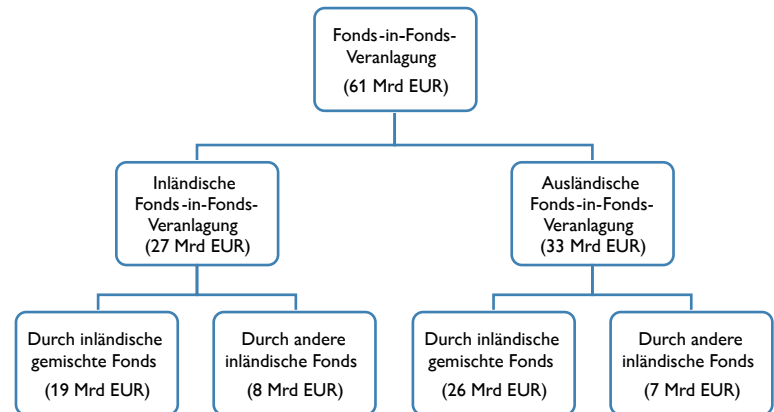 Fonds-in-Fonds-
Veranlagung
(61 Mrd EUR)
Inländische
Fonds-in-Fonds-
Veranlagung
(27 Mrd EUR)
Ausländische
Fonds-in-Fonds-
Veranlagung
(33 Mrd EUR)
Durch inländische
gemischte Fonds
(19 Mrd EUR)
Durch andere
inländische Fonds
(8 Mrd EUR)
Durch inländische
gemischte Fonds
(26 Mrd EUR)
Durch andere
inländische Fonds
(7 Mrd EUR)